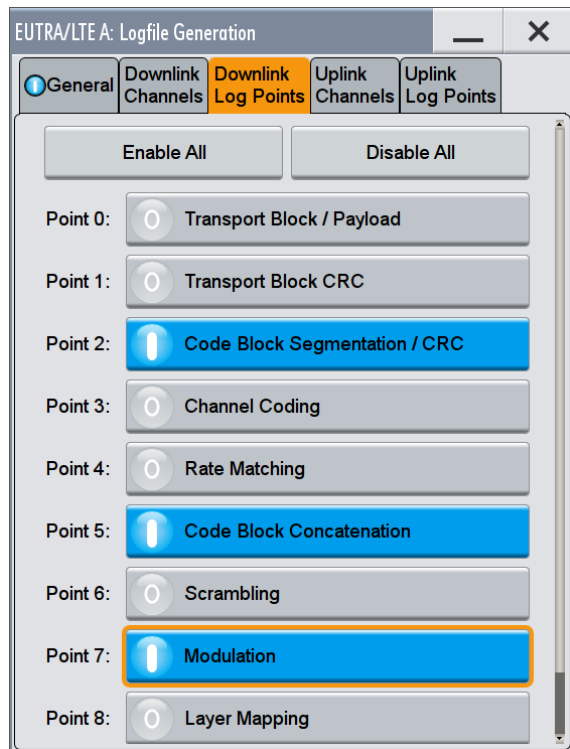 EUTRA/LTE A: Logfile Generation
General
Downlink Channels
Downlink Log Points
Uplink Channels
Uplink Log Points
Enable All
Disable All
Point 0: Transport Block / Payload
Point 1: Transport Block CRC
Point 2: Code Block Segmentation / CRC
Point 3: Channel Coding
Point 4: Rate Matching
Point 5: Code Block Concatenation
Point 6: Scrambling
Point 7: Modulation
Point 8: Layer Mapping